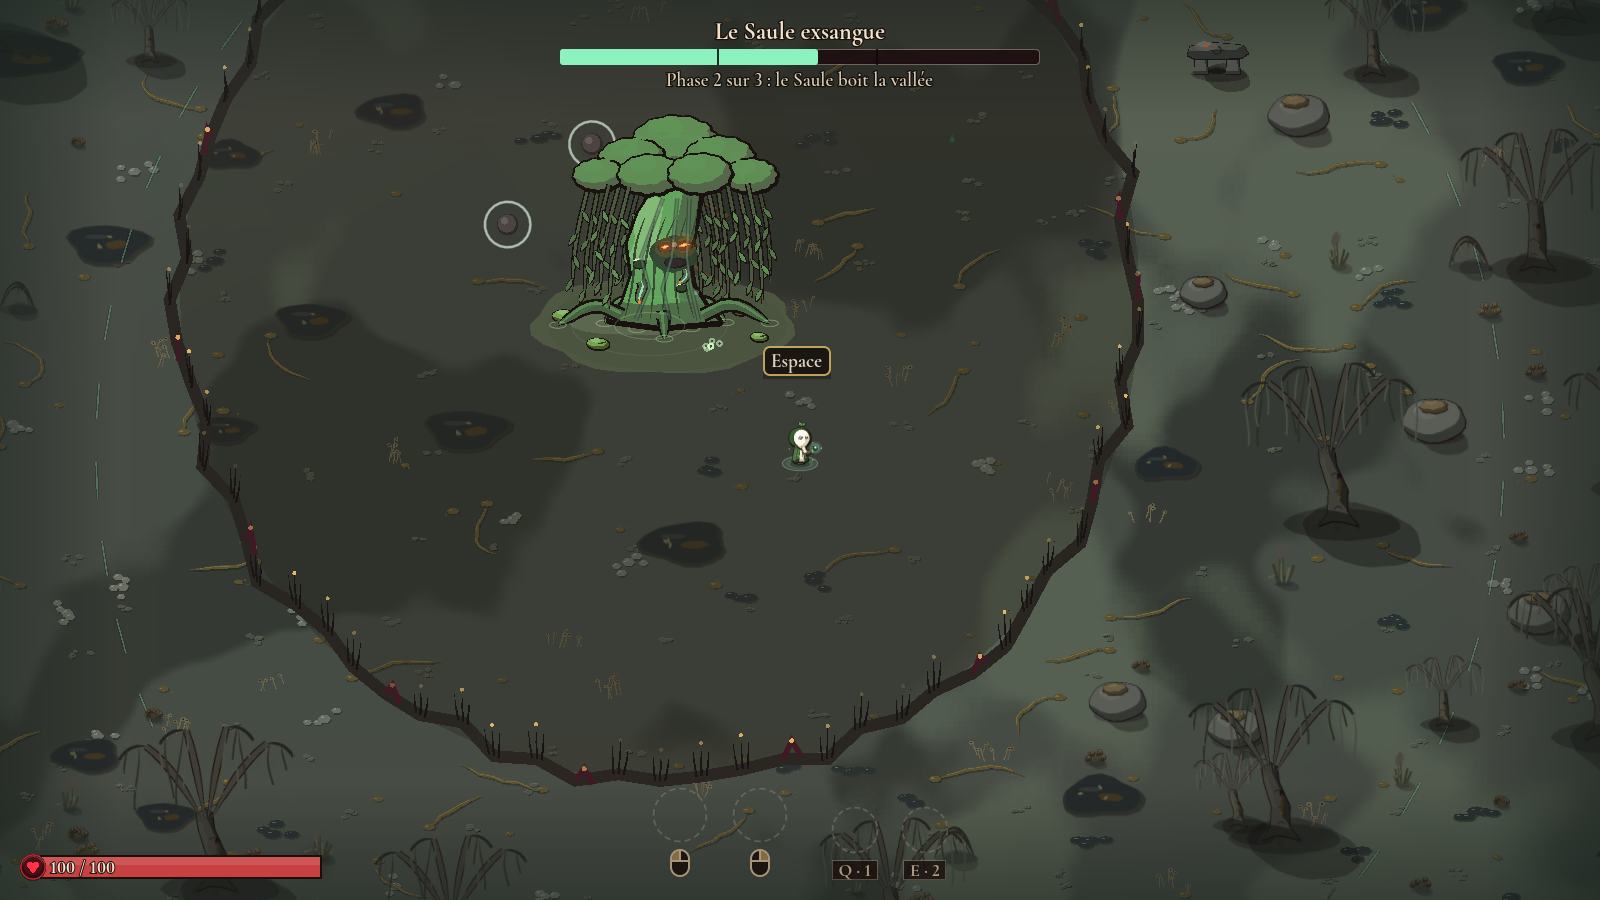 Le Saule exsangue
Phase 2 sur 3 : le Saule boit la vallée
Espace
100 / 100
Q · 1
E · 2